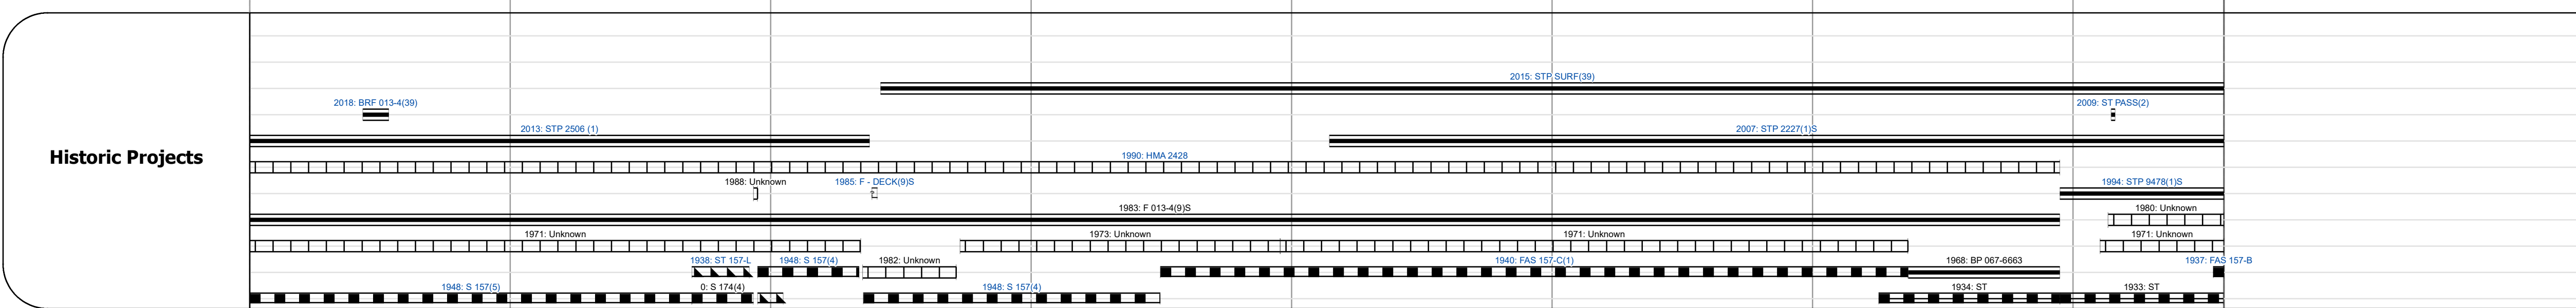 2015: STP SURF(39)
2018: BRF 013-4(39)
2009: ST PASS(2)
2013: STP 2506 (1)
2007: STP 2227(1)S
Historic Projects
1990: HMA 2428
1988: Unknown
1985: F - DECK(9)S
1994: STP 9478(1)S
1983: F 013-4(9)S
1980: Unknown
1971: Unknown
1973: Unknown
1971: Unknown
1971: Unknown
1938: ST 157-L
1948: S 157(4)
1982: Unknown
1940: FAS 157-C(1)
1968: BP 067-6663
1937: FAS 157-B
1948: S 157(5)
0: S 174(4)
1948: S 157(4)
1934: ST
1933: ST